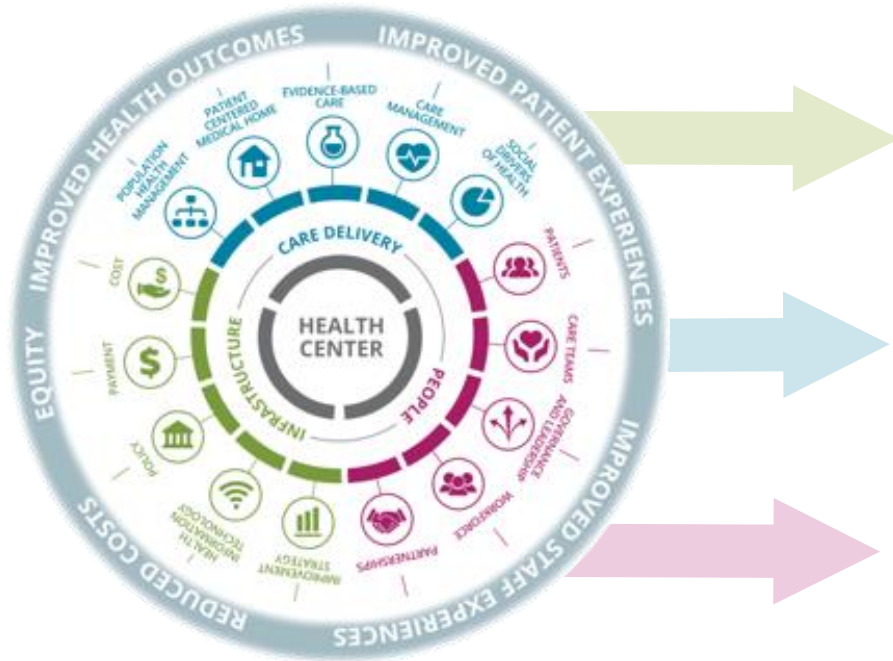 IMPROVED HEALTH OUTCOMES
IMPROVED PATIENT EXPERIENCES
IMPROVED STAFF EXPERIENCES
REDUCED COSTS
EQUITY
POPULATION
HEALTH
MANAGEMENT
PATIENT
CENTERED
MEDICAL HOME
EVIDENCE-BASED
CARE
CARE
MANAGEMENT
SOCIAL
DRIVERS
OF HEALTH
PATIENTS
CARE TEAMS
GOVERNANCE
AND LEADERSHIP
WORKFORCE
PARTNERSHIPS
IMPROVEMENT
STRATEGY
HEALTH
INFORMATION
TECHNOLOGY
POLICY
PAYMENT
$
COST
$
CARE DELIVERY
PEOPLE
INFRASTRUCTURE
HEALTH
CENTER